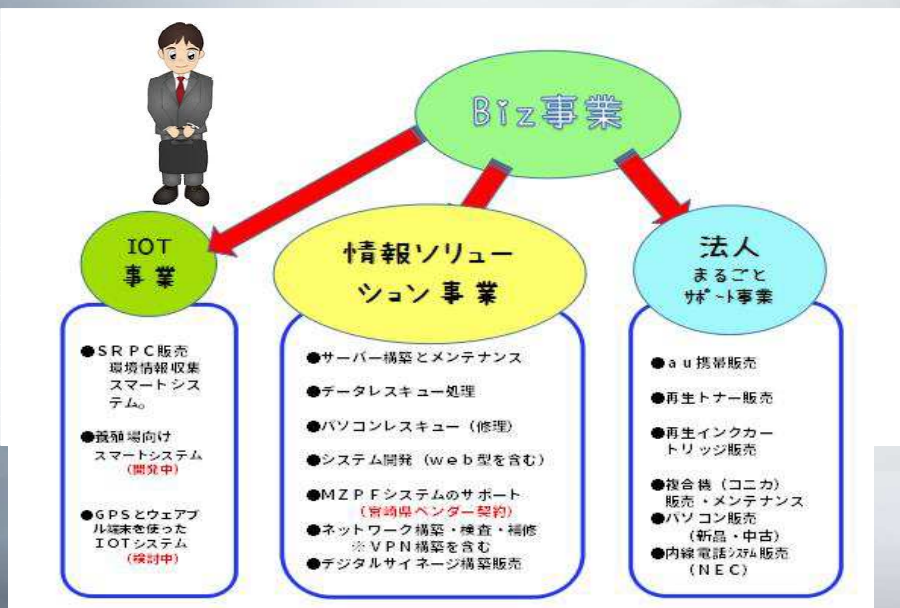 Biz事業
IOT
事業
●SRPC販売
環境情報収集
スマートシス
テム。
●養殖場向け
スマートシステム
(開発中)
●GPSとウェアブ
ル端末を使った
IOTシステム
(検討中)
情報ソリュー
ション事業
●サーバー構築とメンテナンス
●データレスキュー処理
●パソコンレスキュー(修理)
●システム開発(web型を含む)
●MZPFシステムのサポート
(宮崎県ベンダー契約)
●ネットワーク構築・検査・補修
※VPN構築を含む
●デジタルサイネージ構築販売
法人
まるごと
サポート事業
●au携帯販売
●再生トナー販売
●再生インクカー
トリッジ販売
●複合機(コニカ)
販売・メンテナンス
●パソコン販売
(新品・中古)
●内線電話システム販売
(NEC)